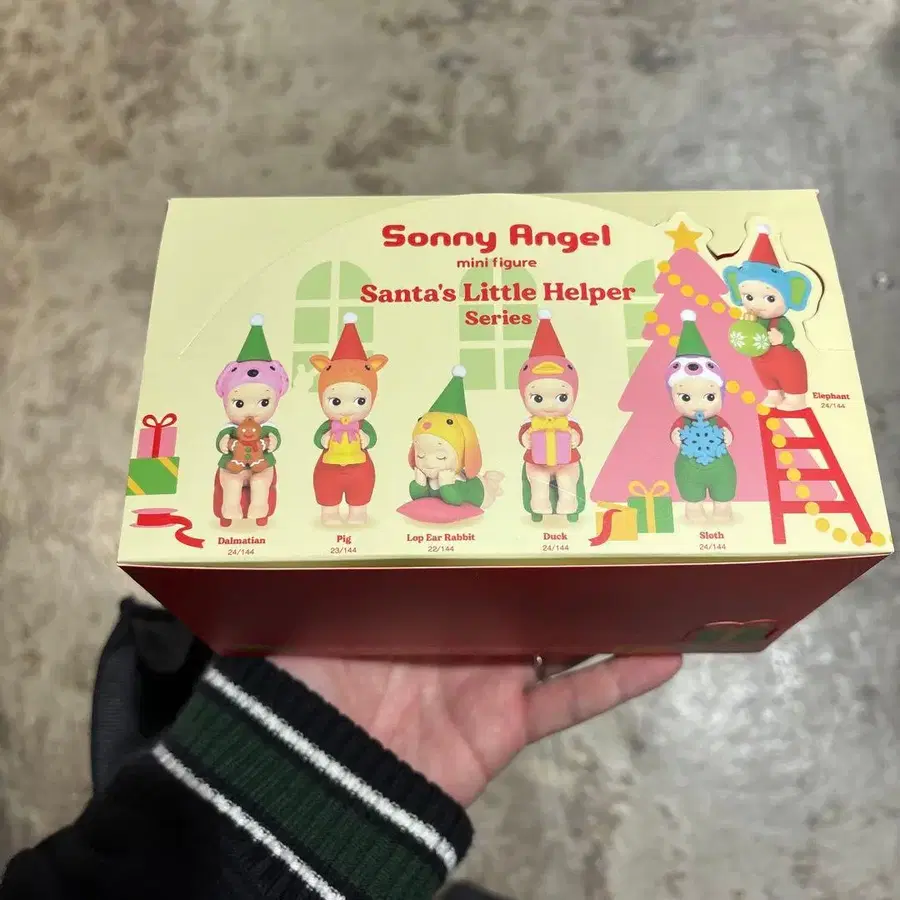 Sonny Angel
mini figure
Santa's Little Helper
Series
Elephant
24/144
Dalmatian
24/144
Pig
23/144
Lop Ear Rabbit
22/144
Duck
24/144
Sloth
24/144